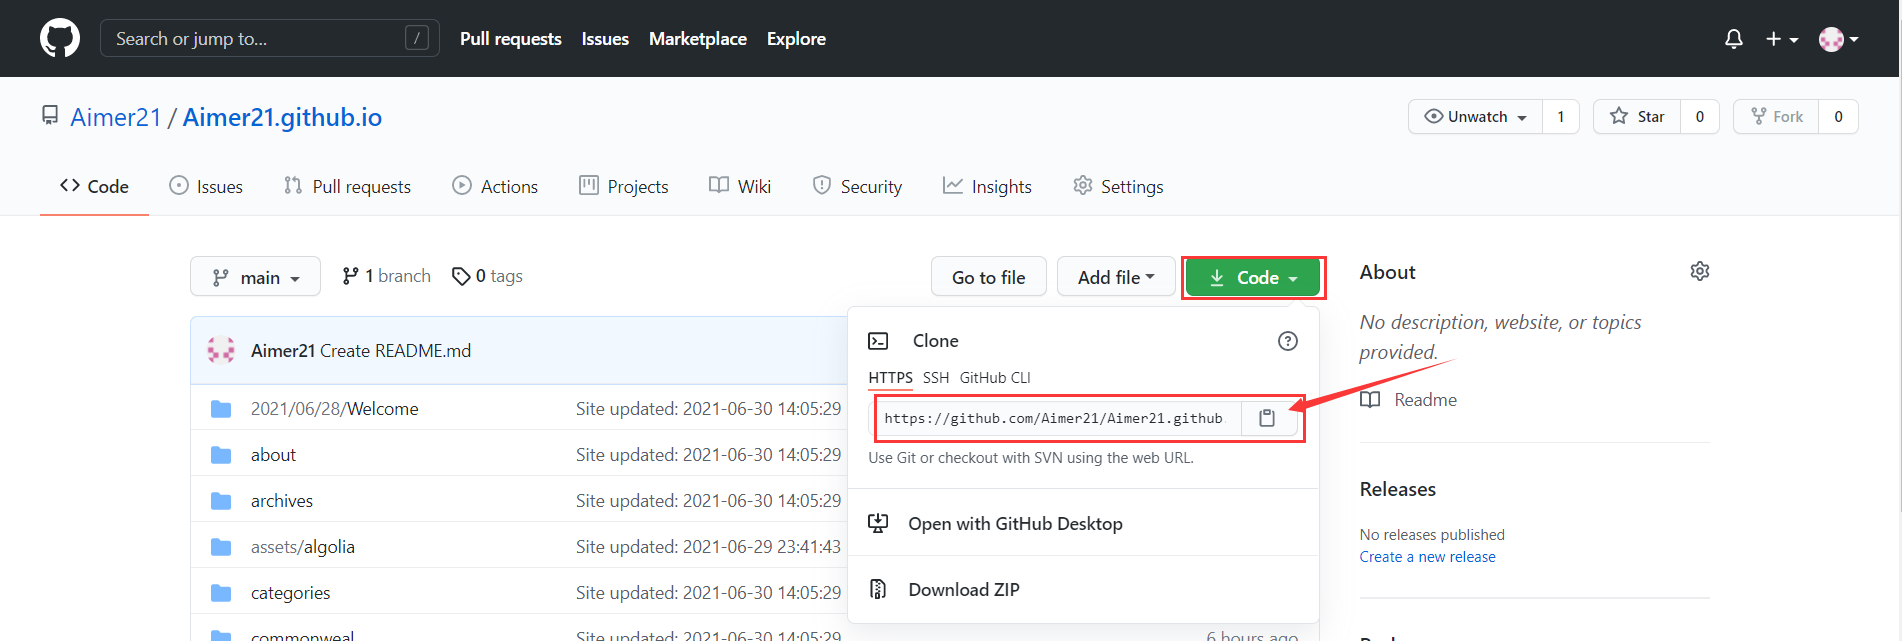 Search or jump to... /
Pull requests Issues Marketplace Explore
Aimer21 / Aimer21.github.io
Unwatch 1 Star 0 Fork 0
Code Issues Pull requests Actions Projects Wiki Security Insights Settings
main 1 branch 0 tags
Go to file Add file Code
Aimer21 Create README.md
2021/06/28/Welcome Site updated: 2021-06-30 14:05:29
about Site updated: 2021-06-30 14:05:29
archives Site updated: 2021-06-30 14:05:29
assets/algolia Site updated: 2021-06-29 23:41:43
categories Site updated: 2021-06-30 14:05:29
commonweal Site updated: 2021-06-30 14:05:29 6 hours ago
Clone
HTTPS SSH GitHub CLI
https://github.com/Aimer21/Aimer21.github
Use Git or checkout with SVN using the web URL.
Open with GitHub Desktop
Download ZIP
About
No description, website, or topics
provided.
Readme
Releases
No releases published
Create a new release